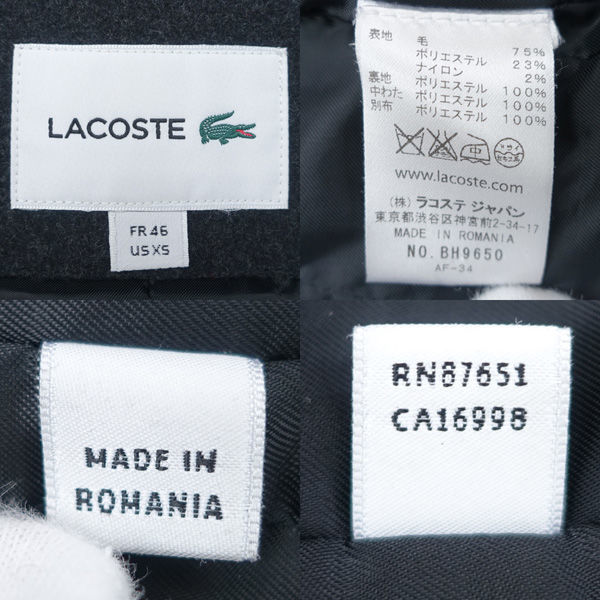 LACOSTE
FR 46
US XS
表地 毛 75%
ポリエステル 23%
ナイロン 2%
裏地 ポリエステル 100%
中わた ポリエステル 100%
別布 ポリエステル 100%
中
www.lacoste.com
(株) ラコステ ジャパン
東京都渋谷区神宮前2-34-17
MADE IN ROMANIA
NO. BH9650
AF-34
MADE IN
ROMANIA
RN87651
CA16998